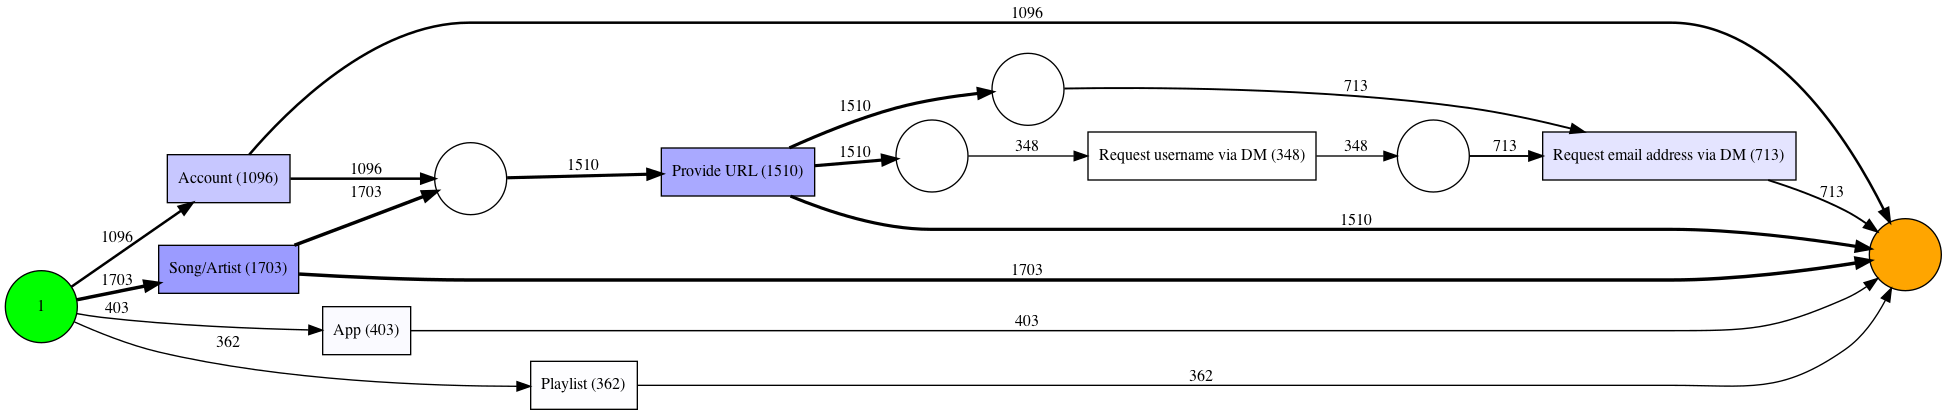 1096
713
1510
1510
348
Request username via DM (348)
348
713
Request email address via DM (713)
1096
1510
Account (1096)
Provide URL (1510)
1703
713
1510
1096
1703
Song/Artist (1703)
1703
1
403
App (403)
403
362
Playlist (362)
362